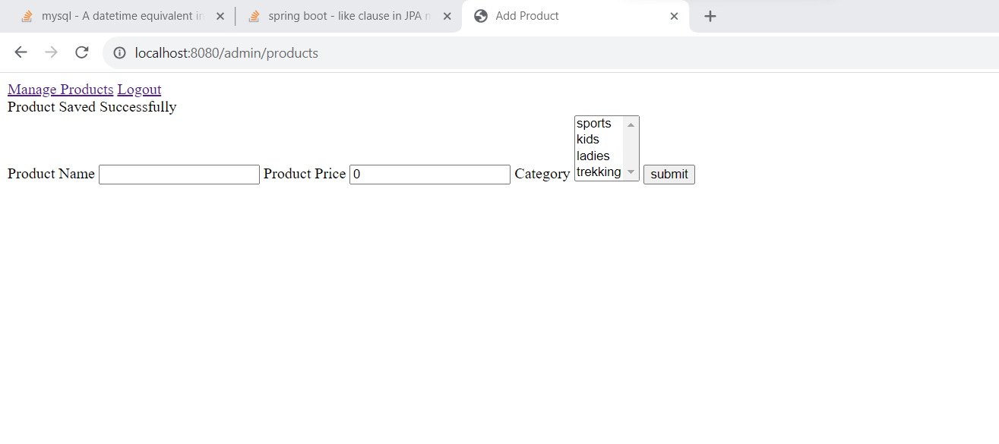 mysql - A datetime equivalent in
spring boot - like clause in JPA n
Add Product
localhost:8080/admin/products
Manage Products Logout
Product Saved Successfully
sports
kids
ladies
trekking
Product Name Product Price 0 Category submit